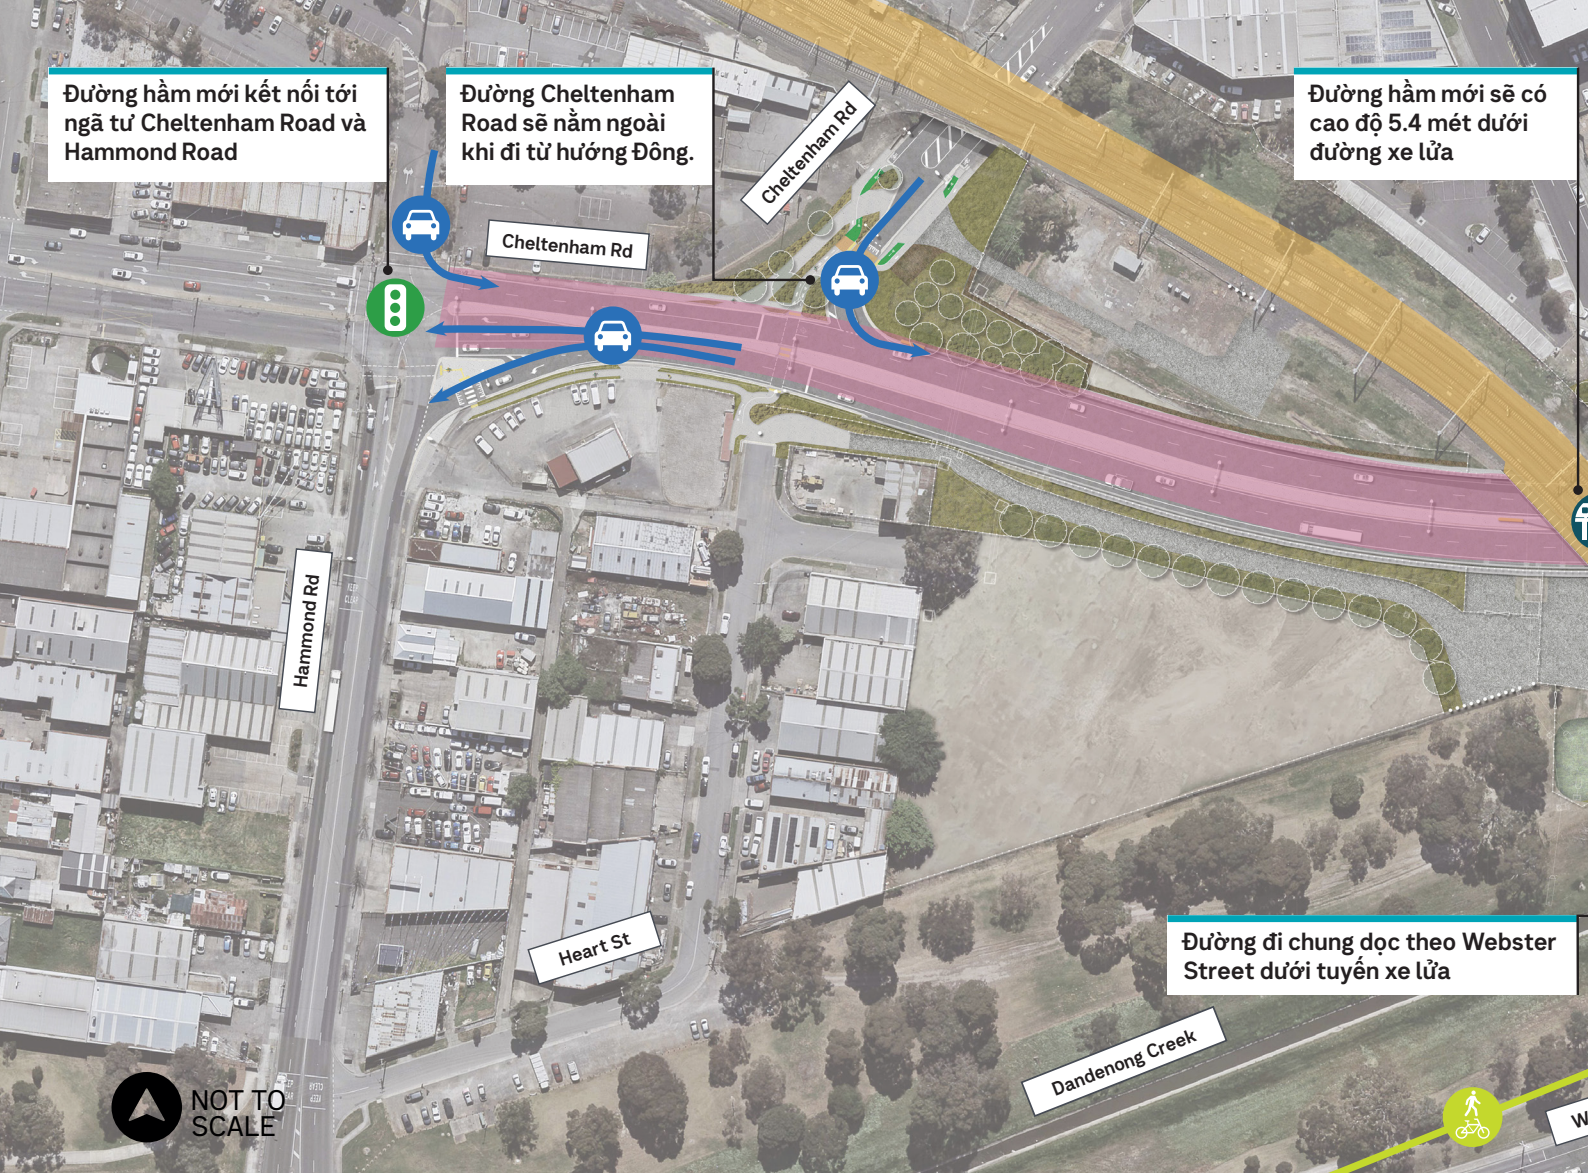 Đường hầm mới kết nối tới
ngã tư Cheltenham Road và
Hammond Road
Đường Cheltenham
Road sẽ nằm ngoài
khi đi từ hướng Đông.
Cheltenham Rd
Đường hầm mới sẽ có
cao độ 5.4 mét dưới
đường xe lửa
Cheltenham Rd
Hammond Rd
Heart St
Đường đi chung dọc theo Webster
Street dưới tuyến xe lửa
Dandenong Creek
NOT TO
SCALE